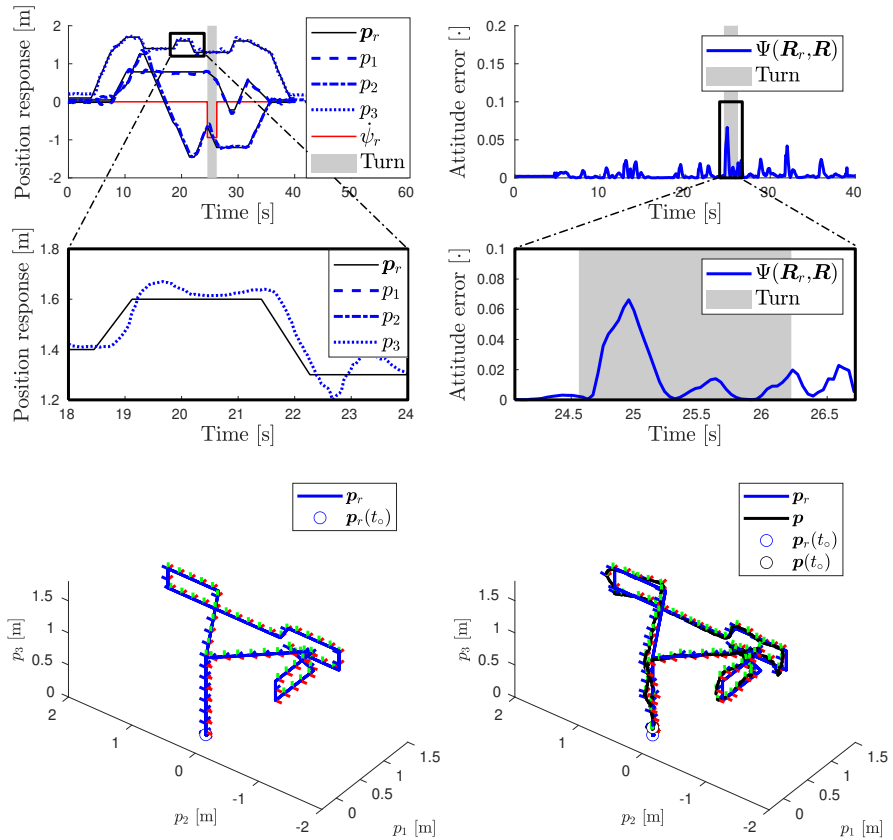 Position response [m]
2
1
0
-1
-2
0
10
20
30
40
50
60
Time [s]
p_r
p_1
p_2
p_3
ψ̇_r
Turn
Attitude error [·]
0.2
0.15
0.1
0.05
0
0
10
20
30
40
Time [s]
Ψ(R_r,R)
Turn
Position response [m]
1.8
1.6
1.4
1.2
18
19
20
21
22
23
24
Time [s]
p_r
p_1
p_2
p_3
Attitude error [·]
0.1
0.08
0.06
0.04
0.02
0
24.5
25
25.5
26
26.5
Time [s]
Ψ(R_r,R)
Turn
p_r
p_r(t_∘)
p_3 [m]
1.5
1
0.5
0
2
1
0
-1
-2
p_2 [m]
0
0.5
1
1.5
p_1 [m]
p_r
p
p_r(t_∘)
p(t_∘)
p_3 [m]
1.5
1
0.5
0
2
1
0
-1
-2
p_2 [m]
0
0.5
1
1.5
p_1 [m]